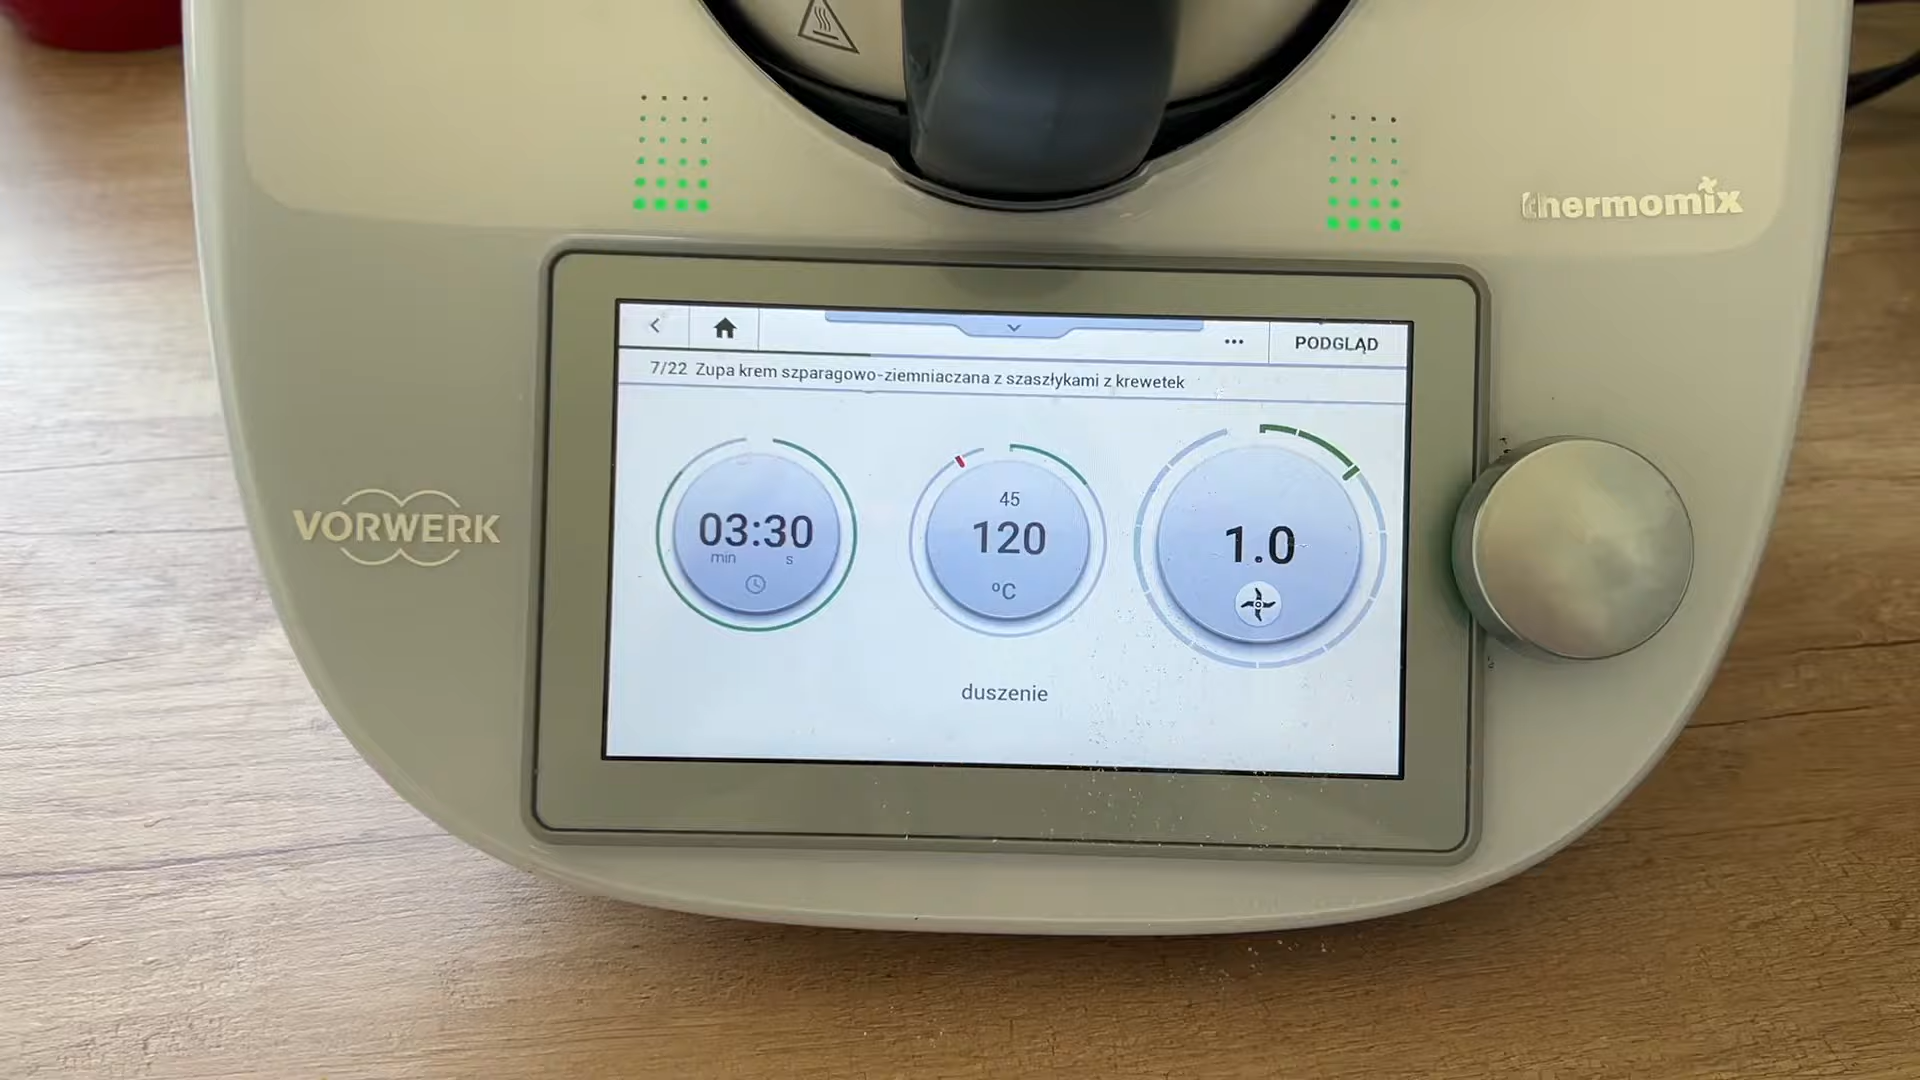 thermomix
PODGLĄD
7/22 Zupa krem szparagowo-ziemniaczana z szaszłykami z krewetek
03:30
min s
45
120
ºC
1.0
duszenie
VORWERK